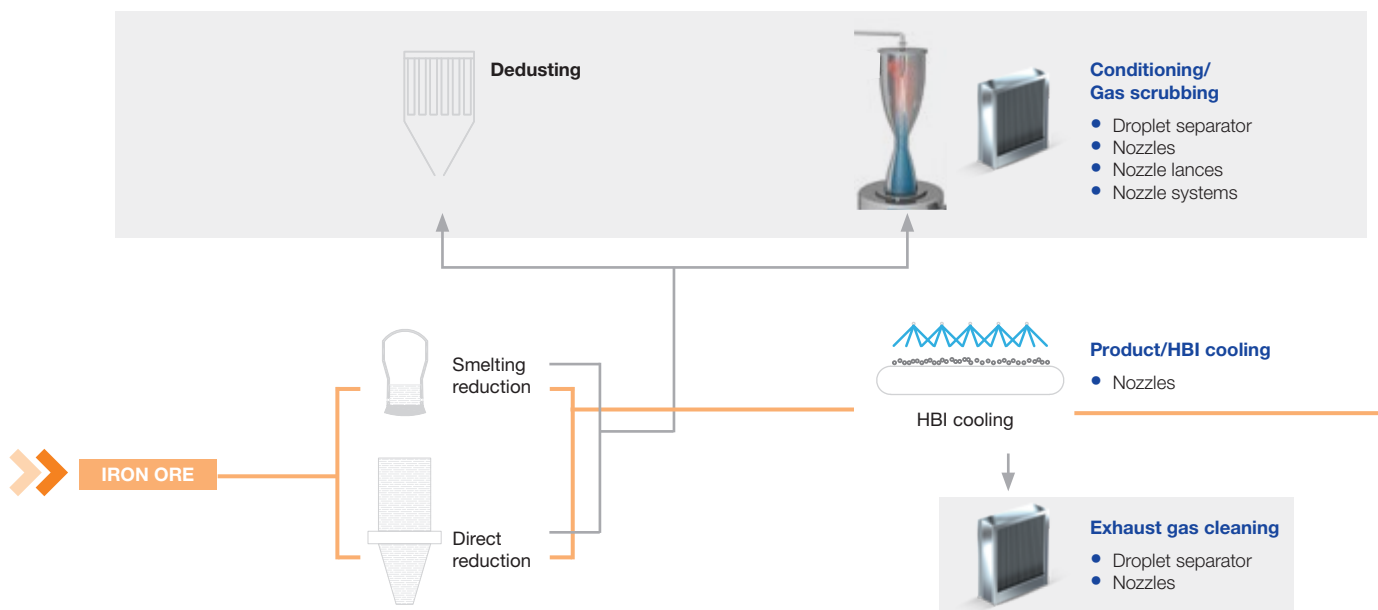 Dedusting
Conditioning/
Gas scrubbing
• Droplet separator
• Nozzles
• Nozzle lances
• Nozzle systems
Smelting
reduction
Product/HBI cooling
• Nozzles
HBI cooling
IRON ORE
Direct
reduction
Exhaust gas cleaning
• Droplet separator
• Nozzles